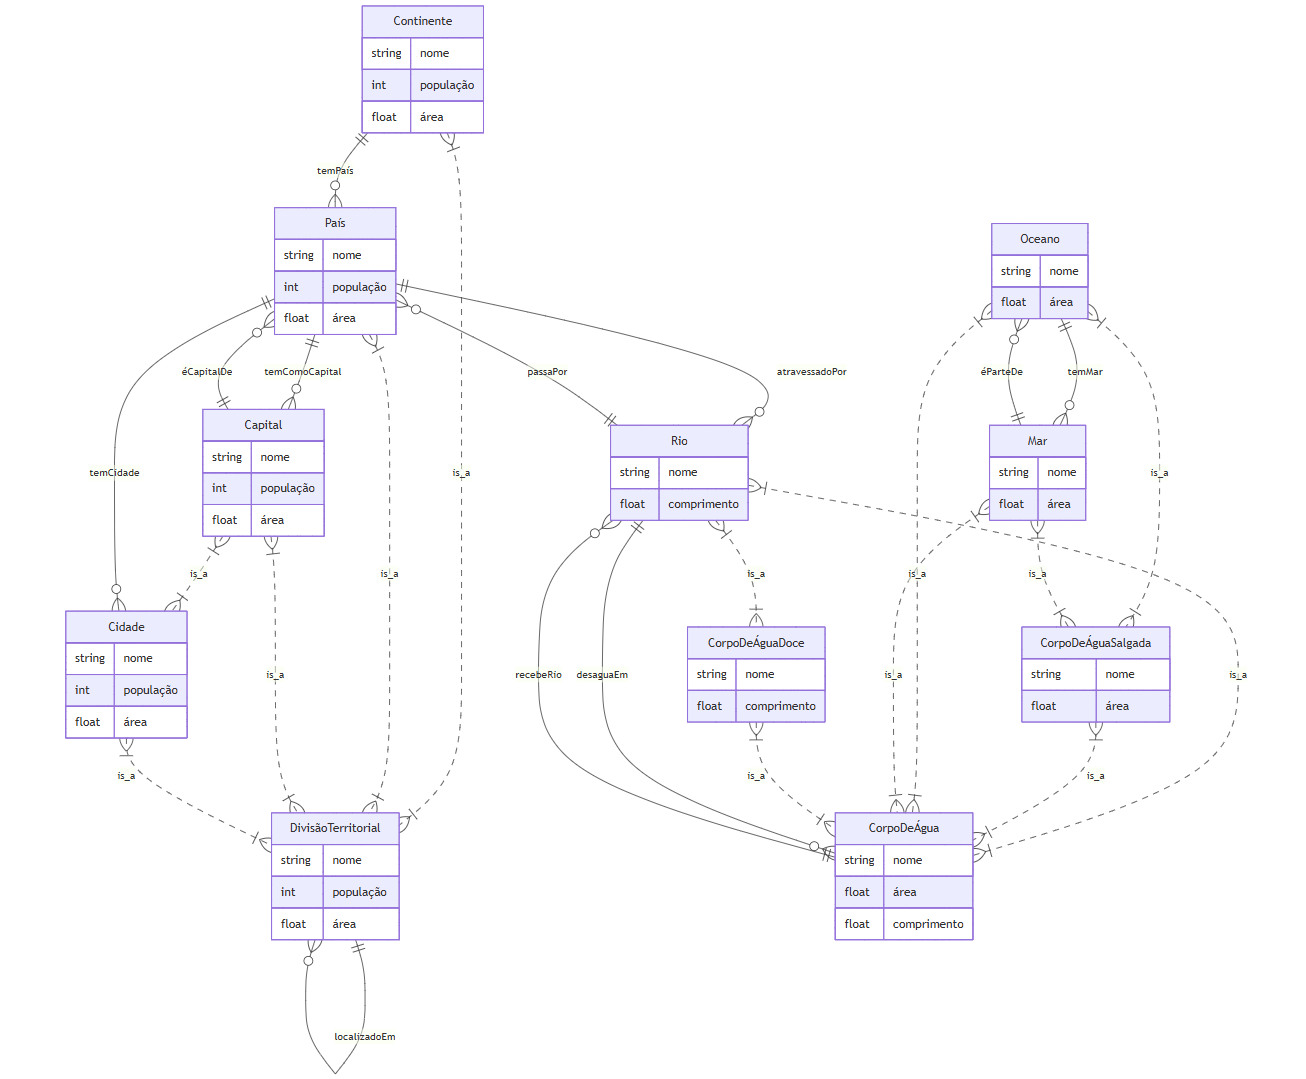 Continente
string nome
int população
float área
temPaís
País
string nome
int população
float área
Oceano
string nome
float área
éCapitalDe
temComoCapital
passaPor
atravessadoPor
éParteDe
temMar
Capital
string nome
int população
float área
Rio
string nome
float comprimento
Mar
string nome
float área
temCidade
is_a
is_a
is_a
is_a
is_a
is_a
is_a
Cidade
string nome
int população
float área
CorpoDeÁguaDoce
string nome
float comprimento
CorpoDeÁguaSalgada
string nome
float área
is_a
recebeRio
desaguaEm
is_a
is_a
is_a
is_a
is_a
DivisãoTerritorial
string nome
int população
float área
CorpoDeÁgua
string nome
float área
float comprimento
localizadoEm